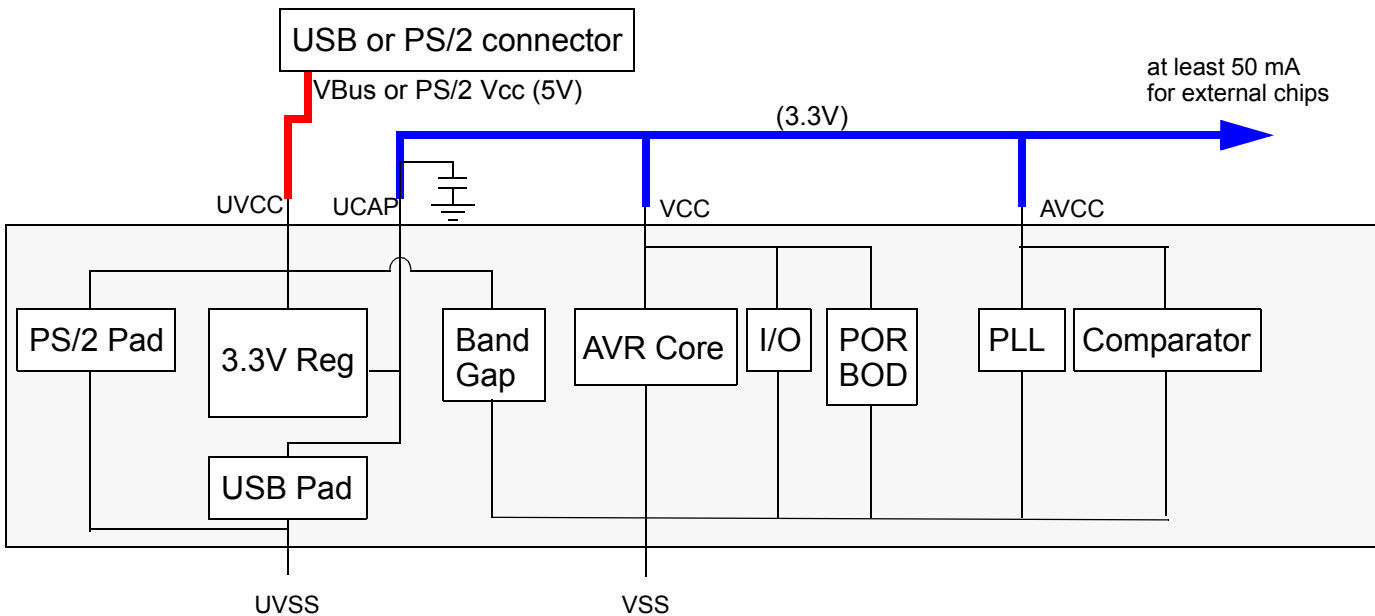 USB or PS/2 connector
VBus or PS/2 Vcc (5V)
at least 50 mA
for external chips
(3.3V)
UVCC
UCAP
VCC
AVCC
PS/2 Pad
3.3V Reg
Band
Gap
AVR Core
I/O
POR
BOD
PLL
Comparator
USB Pad
UVSS
VSS